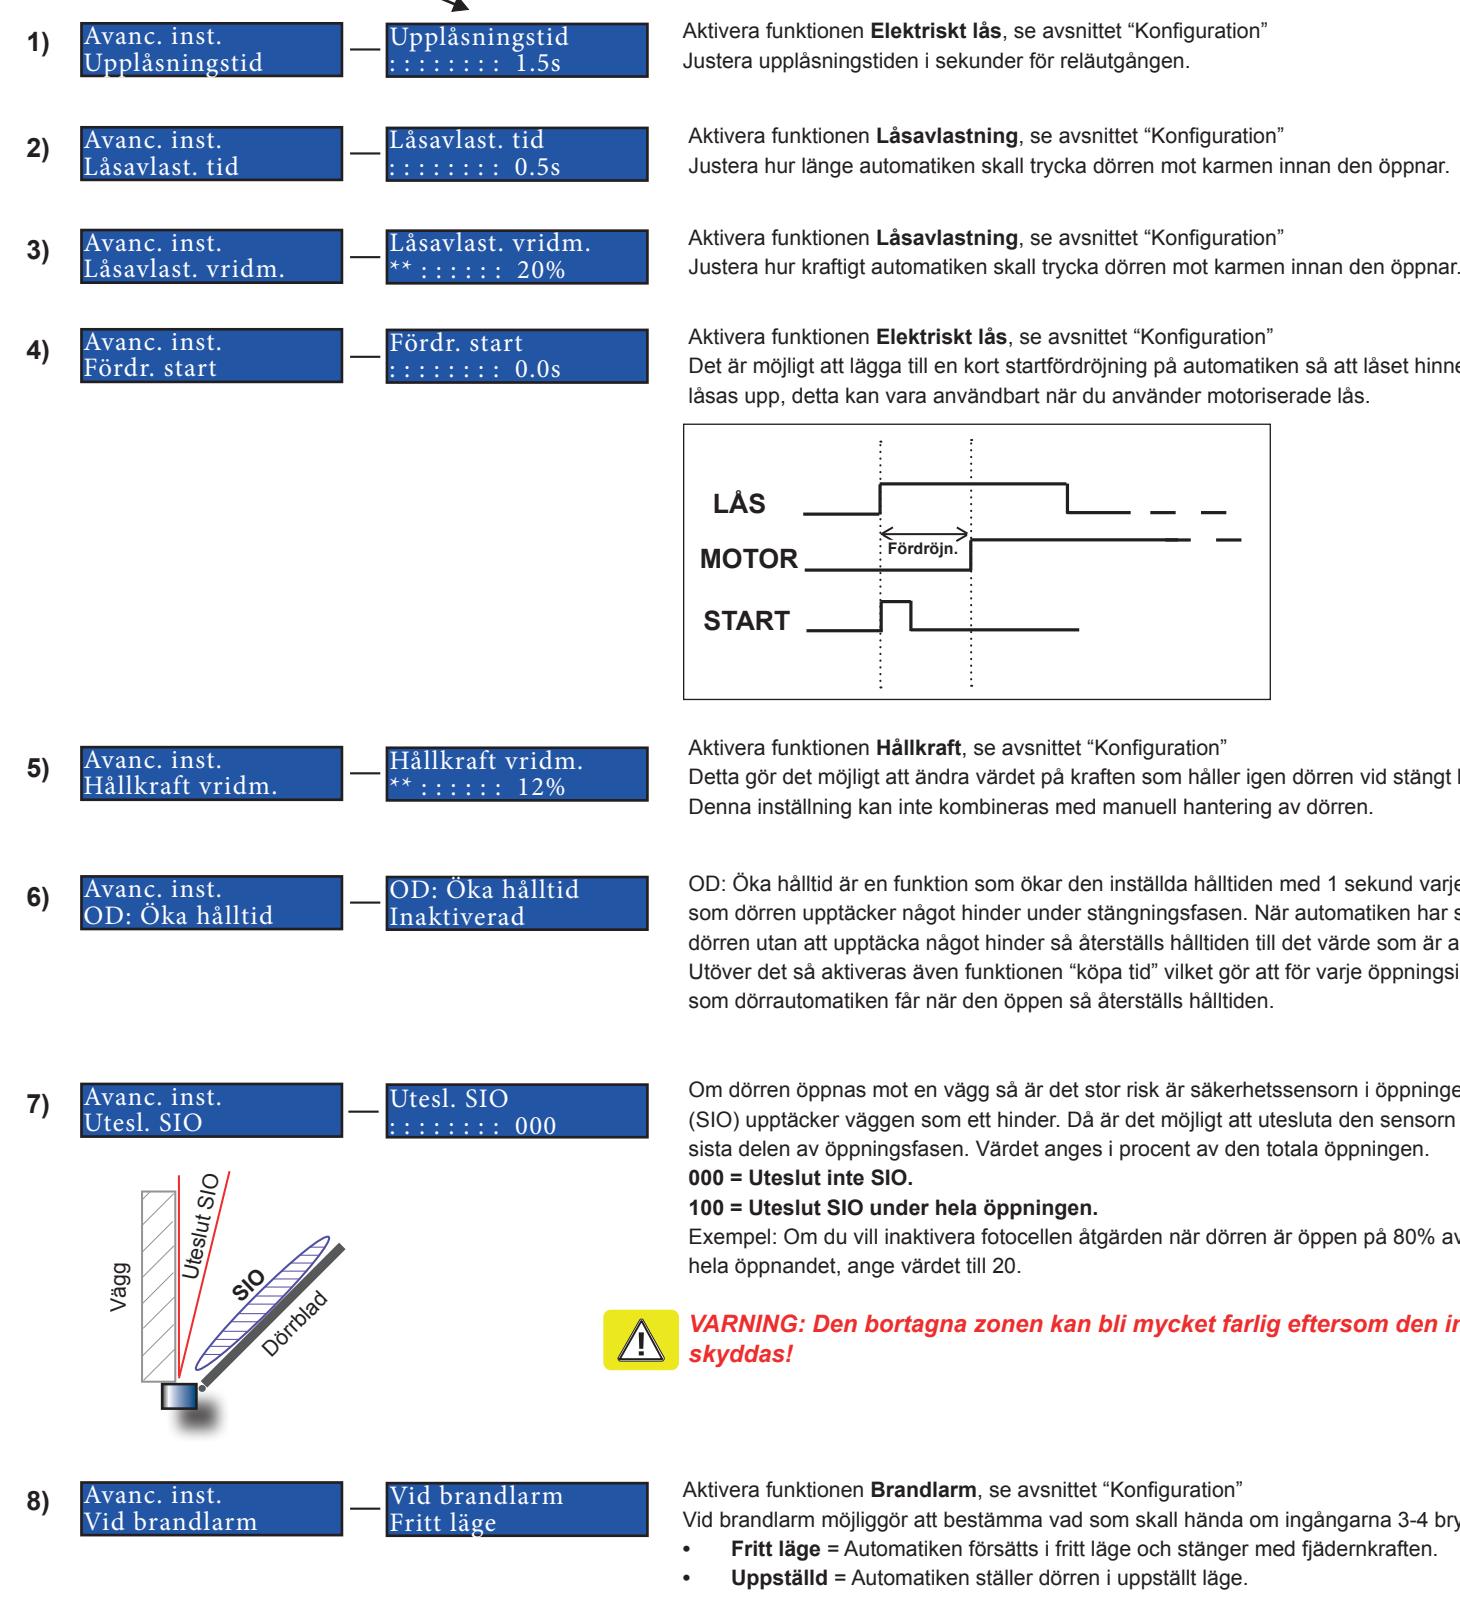 1)
Avanc. inst.
Upplåsningstid
Upplåsningstid
: : : : : : : : 1.5s
Aktivera funktionen Elektriskt lås, se avsnittet “Konfiguration”
Justera upplåsningstiden i sekunder för reläutgången.
2)
Avanc. inst.
Låsavlast. tid
Låsavlast. tid
: : : : : : : : 0.5s
Aktivera funktionen Låsavlastning, se avsnittet “Konfiguration”
Justera hur länge automatiken skall trycka dörren mot karmen innan den öppnar.
3)
Avanc. inst.
Låsavlast. vridm.
Låsavlast. vridm.
** : : : : : : 20%
Aktivera funktionen Låsavlastning, se avsnittet “Konfiguration”
Justera hur kraftigt automatiken skall trycka dörren mot karmen innan den öppnar.
4)
Avanc. inst.
Fördr. start
Fördr. start
: : : : : : : : 0.0s
Aktivera funktionen Elektriskt lås, se avsnittet “Konfiguration”
Det är möjligt att lägga till en kort startfördröjning på automatiken så att låset hinne
låsas upp, detta kan vara användbart när du använder motoriserade lås.
LÅS
Fördröjn.
MOTOR
START
5)
Avanc. inst.
Hållkraft vridm.
Hållkraft vridm.
** : : : : : : 12%
Aktivera funktionen Hållkraft, se avsnittet “Konfiguration”
Detta gör det möjligt att ändra värdet på kraften som håller igen dörren vid stängt
Denna inställning kan inte kombineras med manuell hantering av dörren.
6)
Avanc. inst.
OD: Öka hålltid
OD: Öka hålltid
Inaktiverad
OD: Öka hålltid är en funktion som ökar den inställda hålltiden med 1 sekund varje
som dörren upptäcker något hinder under stängningsfasen. När automatiken har s
dörren utan att upptäcka något hinder så återställs hålltiden till det värde som är a
Utöver det så aktiveras även funktionen “köpa tid” vilket gör att för varje öppningsi
som dörrautomatiken får när den öppen så återställs hålltiden.
7)
Avanc. inst.
Utesl. SIO
Utesl. SIO
: : : : : : : : 000
Om dörren öppnas mot en vägg så är det stor risk är säkerhetssensorn i öppninge
(SIO) upptäcker väggen som ett hinder. Då är det möjligt att utesluta den sensorn
sista delen av öppningsfasen. Värdet anges i procent av den totala öppningen.
000 = Uteslut inte SIO.
100 = Uteslut SIO under hela öppningen.
Exempel: Om du vill inaktivera fotocellen åtgärden när dörren är öppen på 80% av
hela öppnandet, ange värdet till 20.
Vägg
Uteslut SIO
SIO
Dörrblad
VARNING: Den bortagna zonen kan bli mycket farlig eftersom den in
skyddas!
8)
Avanc. inst.
Vid brandlarm
Vid brandlarm
Fritt läge
Aktivera funktionen Brandlarm, se avsnittet “Konfiguration”
Vid brandlarm möjliggör att bestämma vad som skall hända om ingångarna 3-4 bry
• Fritt läge = Automatiken försätts i fritt läge och stänger med fjädernkraften.
• Uppställd = Automatiken ställer dörren i uppställt läge.